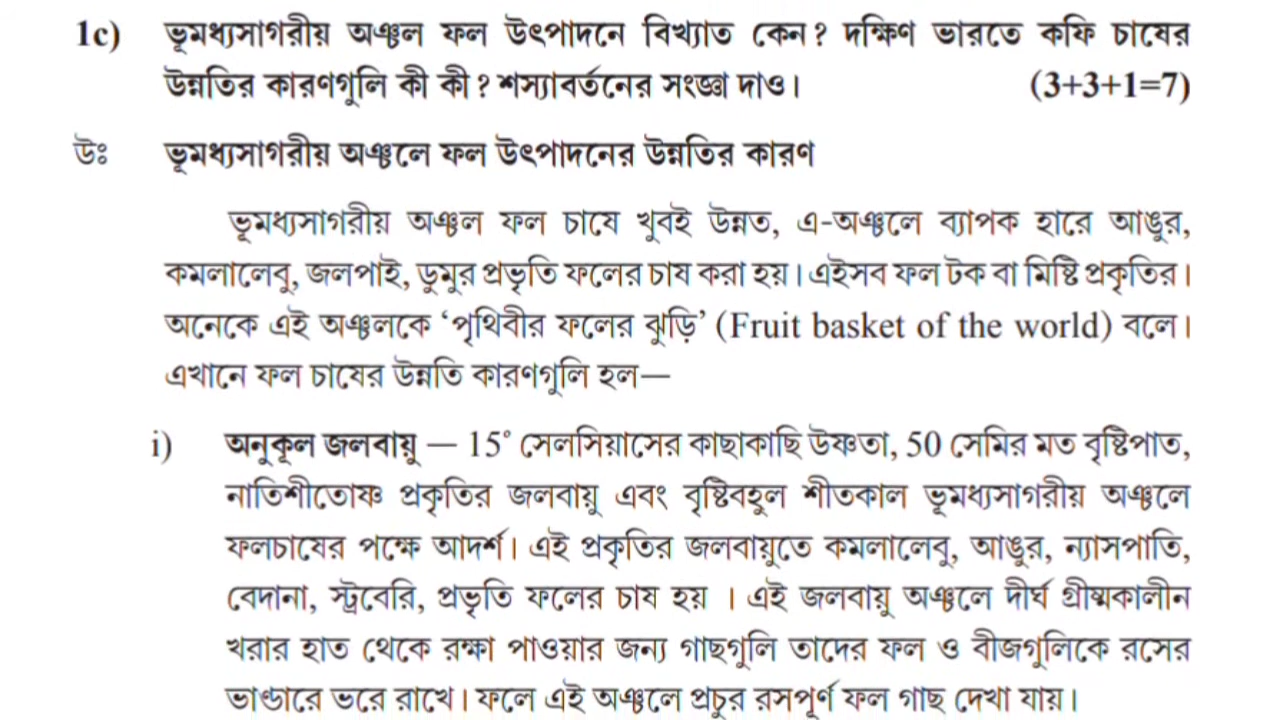 1c) ভূমধ্যসাগরীয় অঞ্চল ফল উৎপাদনে বিখ্যাত কেন? দক্ষিণ ভারতে কফি চাষের
উন্নতির কারণগুলি কী কী? শস্যাবর্তনের সংজ্ঞা দাও। (3+3+1=7)
উঃ ভূমধ্যসাগরীয় অঞ্চলে ফল উৎপাদনের উন্নতির কারণ
ভূমধ্যসাগরীয় অঞ্চল ফল চাষে খুবই উন্নত, এ-অঞ্চলে ব্যাপক হারে আঙুর,
কমলালেবু, জলপাই, ডুমুর প্রভৃতি ফলের চাষ করা হয়। এইসব ফল টক বা মিষ্টি প্রকৃতির।
অনেকে এই অঞ্চলকে ‘পৃথিবীর ফলের ঝুড়ি’ (Fruit basket of the world) বলে।
এখানে ফল চাষের উন্নতি কারণগুলি হল—
i) অনুকূল জলবায়ু — 15° সেলসিয়াসের কাছাকাছি উষ্ণতা, 50 সেমির মত বৃষ্টিপাত,
নাতিশীতোষ্ণ প্রকৃতির জলবায়ু এবং বৃষ্টিবহুল শীতকাল ভূমধ্যসাগরীয় অঞ্চলে
ফলচাষের পক্ষে আদর্শ। এই প্রকৃতির জলবায়ুতে কমলালেবু, আঙুর, ন্যাসপাতি,
বেদানা, স্ট্রবেরি, প্রভৃতি ফলের চাষ হয় । এই জলবায়ু অঞ্চলে দীর্ঘ গ্রীষ্মকালীন
খরার হাত থেকে রক্ষা পাওয়ার জন্য গাছগুলি তাদের ফল ও বীজগুলিকে রসের
ভাণ্ডারে ভরে রাখে। ফলে এই অঞ্চলে প্রচুর রসপূর্ণ ফল গাছ দেখা যায়।